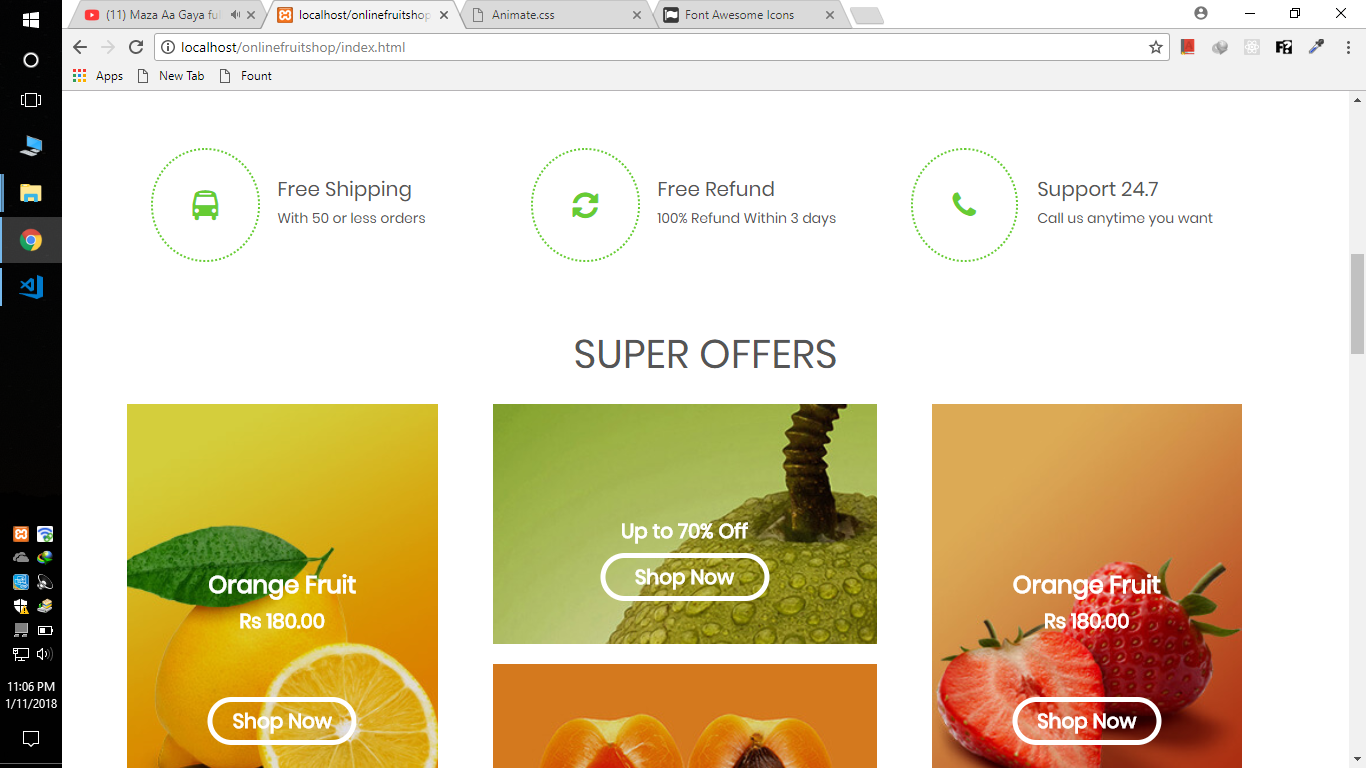 (11) Maza Aa Gaya fu
localhost/onlinefruitshop
Animate.css
Font Awesome Icons
localhost/onlinefruitshop/index.html
Apps
New Tab
Fount
F?
Free Shipping
With 50 or less orders
Free Refund
100% Refund Within 3 days
Support 24.7
Call us anytime you want
SUPER OFFERS
Orange Fruit
Rs 180.00
Shop Now
Up to 70% Off
Shop Now
Orange Fruit
Rs 180.00
Shop Now
11:06 PM
1/11/2018